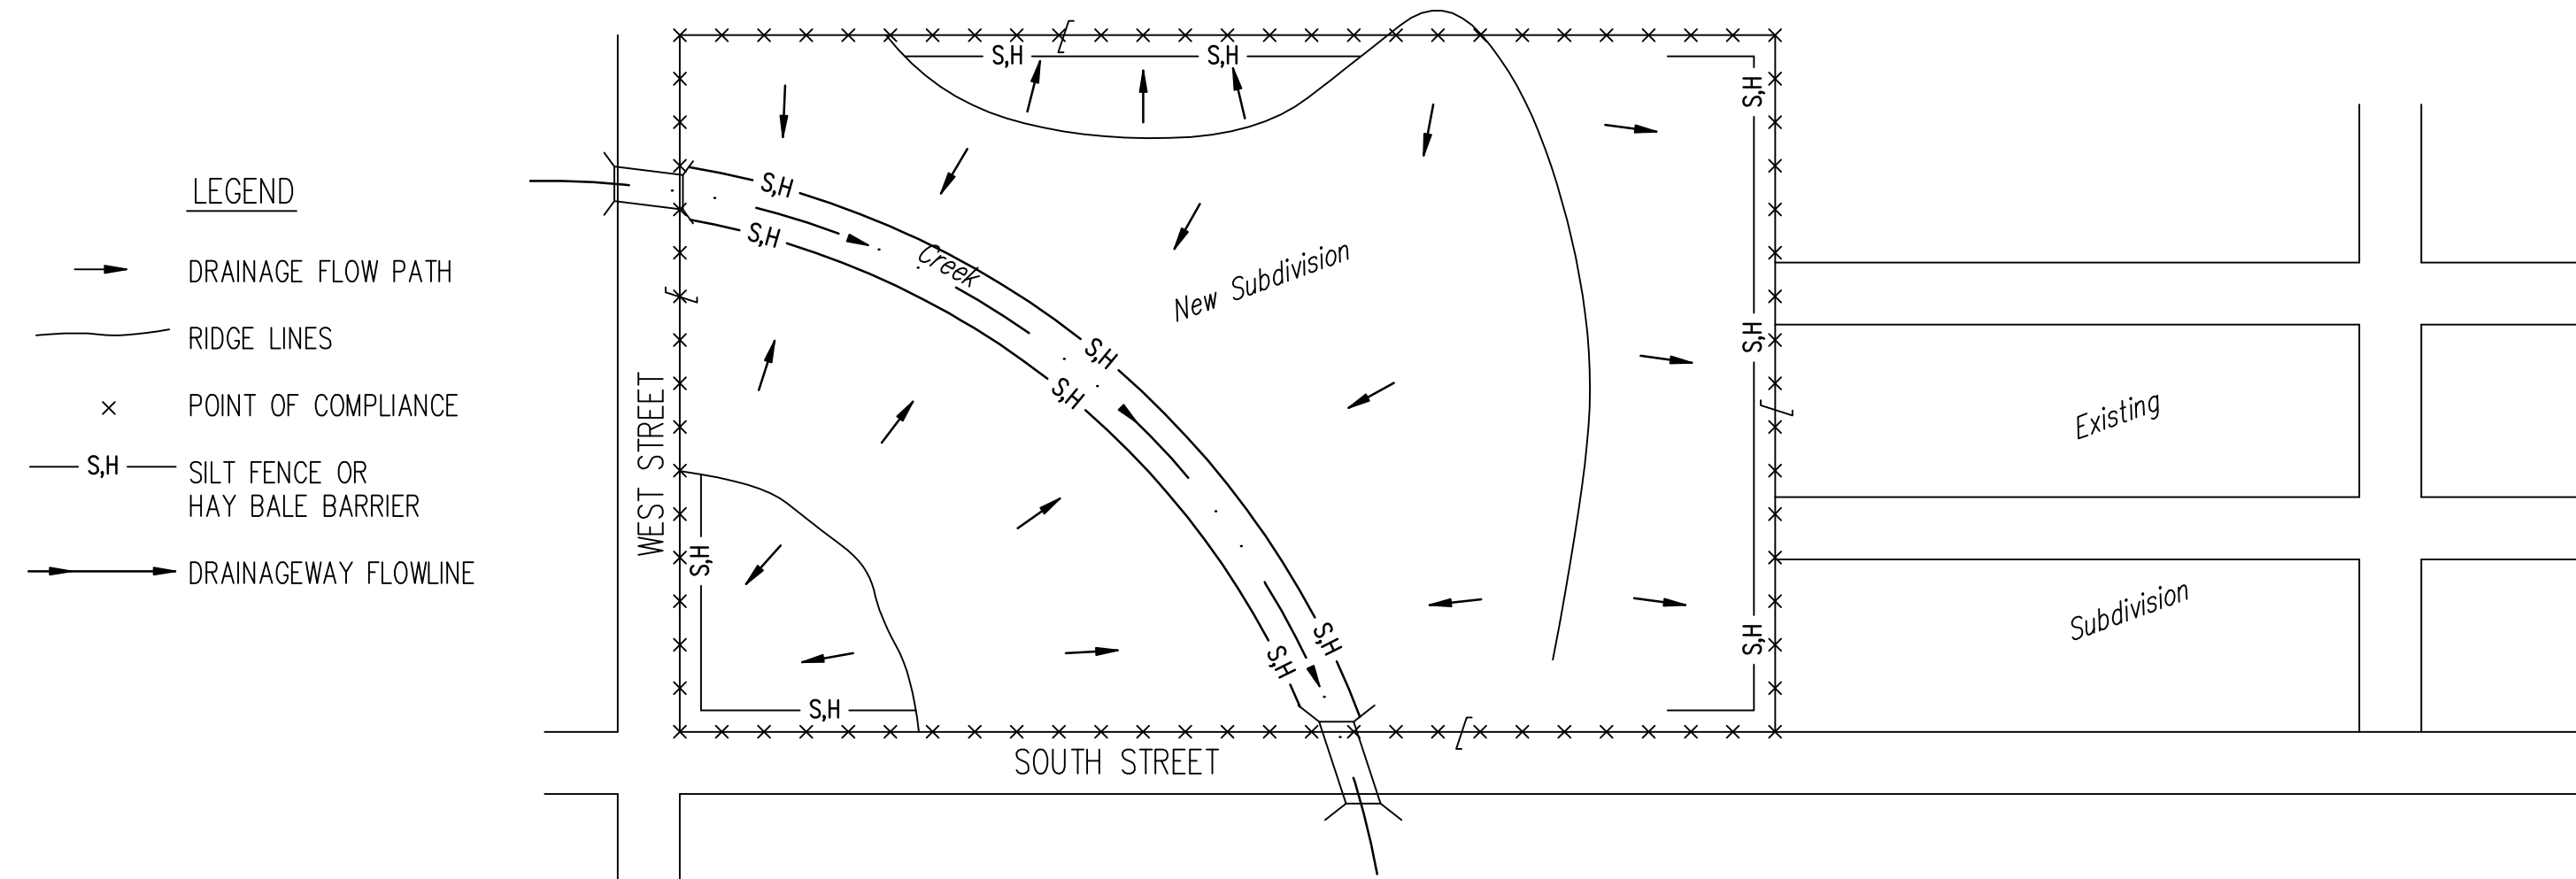 LEGEND
DRAINAGE FLOW PATH
RIDGE LINES
POINT OF COMPLIANCE
S,H
SILT FENCE OR
HAY BALE BARRIER
DRAINAGEWAY FLOWLINE
S,H
S,H
S,H
S,H
S,H
Creek
New Subdivision
S,H
S,H
S,H
WEST STREET
Existing
S,H
Subdivision
S,H
S,H
S,H
S,H
SOUTH STREET